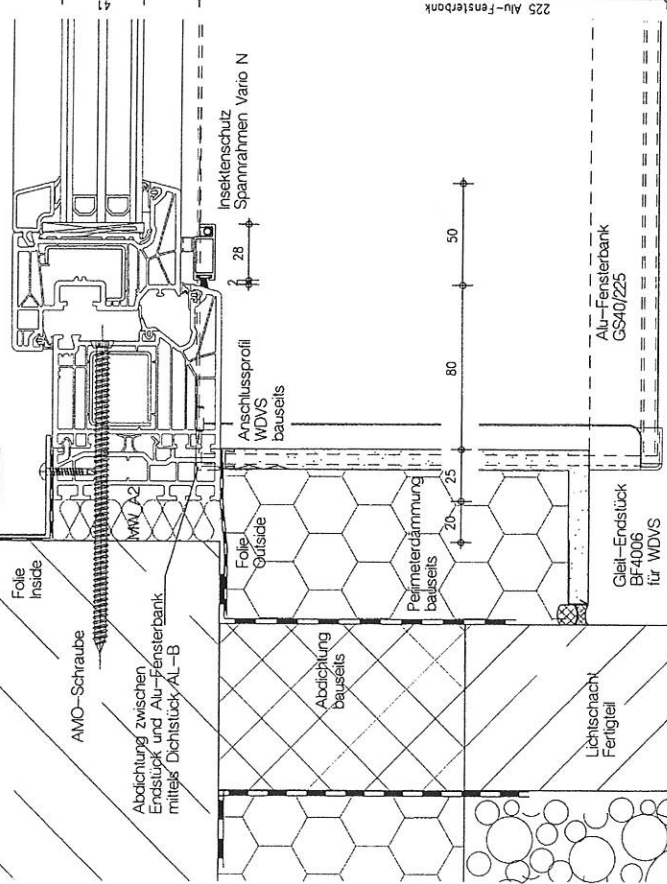 41
225 Alu-Fensterbank
Folie
Inside
AMO-Schraube
MW A2
Abdichtung zwischen
Endstück und Alu-Fensterbank
mittels Dichtstück AL-B
Insektenschutz
Spannrahmen Vario N
2
28
Anschlussprofil
WDVS
bauseits
Folie
Outside
Perimeterdämmung
bauseits
Abdichtung
bauseits
20
25
80
50
Alu-Fensterbank
GS40/225
Gleit-Endstück
BF4006
für WDVS
Lichtschacht
Fertigteil